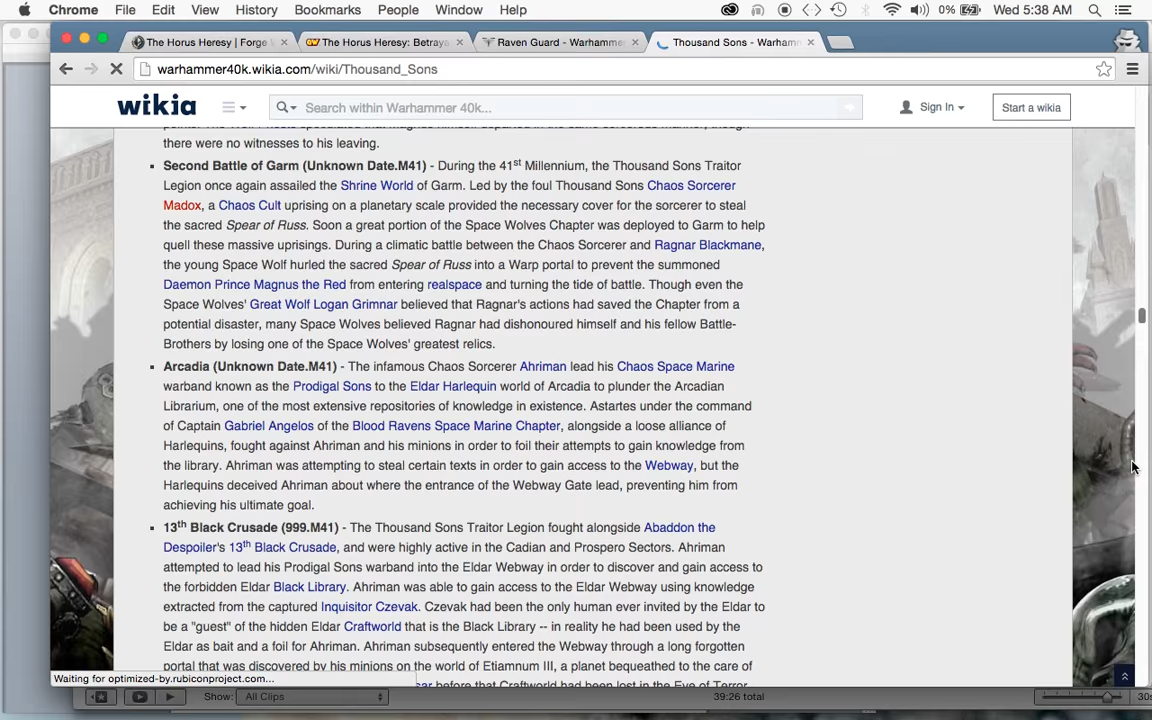 Chrome File Edit View History Bookmarks People Window Help 0% Wed 5:38 AM
The Horus Heresy | Forge The Horus Heresy: Betraya Raven Guard - Warhamme Thousand Sons - Warhamm
warhammer40k.wikia.com/wiki/Thousand_Sons
wikia Search within Warhammer 40k... Sign In Start a wikia
there were no witnesses to his leaving.
Second Battle of Garm (Unknown Date.M41) - During the 41st Millennium, the Thousand Sons Traitor
Legion once again assailed the Shrine World of Garm. Led by the foul Thousand Sons Chaos Sorcerer
Madox, a Chaos Cult uprising on a planetary scale provided the necessary cover for the sorcerer to steal
the sacred Spear of Russ. Soon a great portion of the Space Wolves Chapter was deployed to Garm to help
quell these massive uprisings. During a climatic battle between the Chaos Sorcerer and Ragnar Blackmane,
the young Space Wolf hurled the sacred Spear of Russ into a Warp portal to prevent the summoned
Daemon Prince Magnus the Red from entering realspace and turning the tide of battle. Though even the
Space Wolves' Great Wolf Logan Grimnar believed that Ragnar's actions had saved the Chapter from a
potential disaster, many Space Wolves believed Ragnar had dishonoured himself and his fellow Battle-
Brothers by losing one of the Space Wolves' greatest relics.
Arcadia (Unknown Date.M41) - The infamous Chaos Sorcerer Ahriman lead his Chaos Space Marine
warband known as the Prodigal Sons to the Eldar Harlequin world of Arcadia to plunder the Arcadian
Librarium, one of the most extensive repositories of knowledge in existence. Astartes under the command
of Captain Gabriel Angelos of the Blood Ravens Space Marine Chapter, alongside a loose alliance of
Harlequins, fought against Ahriman and his minions in order to foil their attempts to gain knowledge from
the library. Ahriman was attempting to steal certain texts in order to gain access to the Webway, but the
Harlequins deceived Ahriman about where the entrance of the Webway Gate lead, preventing him from
achieving his ultimate goal.
13th Black Crusade (999.M41) - The Thousand Sons Traitor Legion fought alongside Abaddon the
Despoiler's 13th Black Crusade, and were highly active in the Cadian and Prospero Sectors. Ahriman
attempted to lead his Prodigal Sons warband into the Eldar Webway in order to discover and gain access to
the forbidden Eldar Black Library. Ahriman was able to gain access to the Eldar Webway using knowledge
extracted from the captured Inquisitor Czevak. Czevak had been the only human ever invited by the Eldar to
be a "guest" of the hidden Eldar Craftworld that is the Black Library -- in reality he had been used by the
Eldar as bait and a foil for Ahriman. Ahriman subsequently entered the Webway through a long forgotten
portal that was discovered by his minions on the world of Etiamnum III, a planet bequeathed to the care of
before that Craftworld had been lost in the Eye of Terror
Waiting for optimized-by.rubiconproject.com...
Show: All Clips 39:26 total 30s